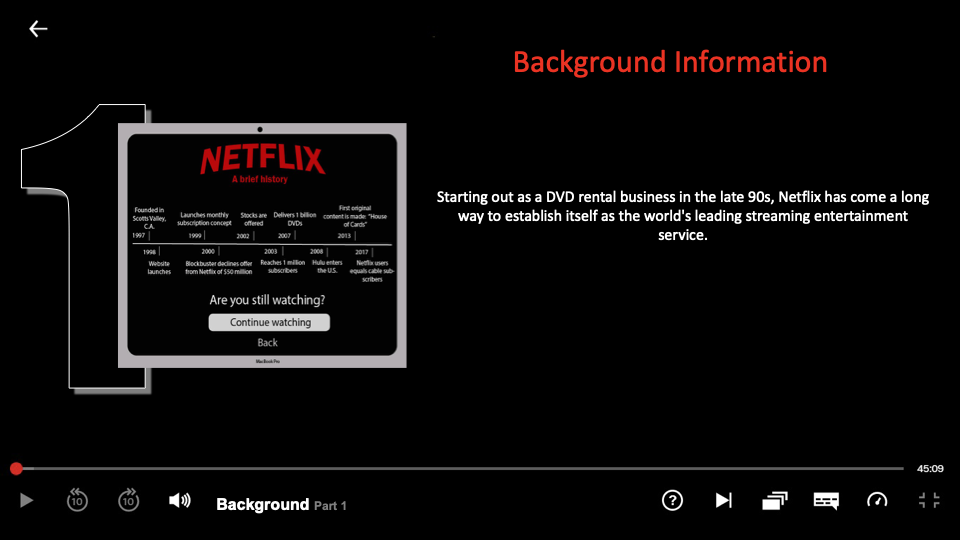 Background Information
NETFLIX
A brief history
Founded in
Scotts Valley,
C.A.
1997
Launches monthly
subscription concept
1999
Stocks are
offered
2002
Delivers 1 billion
DVDs
2007
First original
content is made: "House
of Cards"
2013
1998
Website
launches
2000
Blockbuster declines offer
from Netflix of $50 million
2003
Reaches 1 million
subscribers
2008
Hulu enters
the U.S.
2017
Netflix users
equals cable sub-
scribers
Are you still watching?
Continue watching
Back
MacBook Pro
Starting out as a DVD rental business in the late 90s, Netflix has come a long
way to establish itself as the world's leading streaming entertainment
service.
45:09
10
10
Background Part 1
?